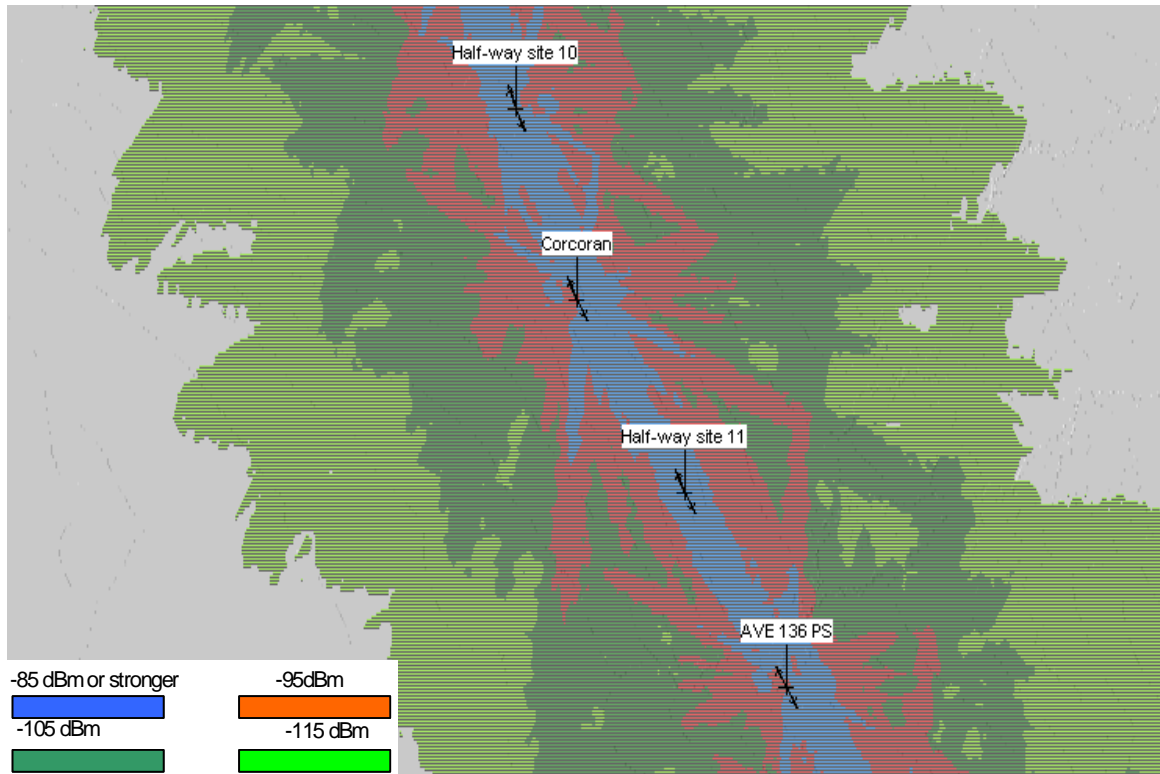 Half-way site 10
Corcoran
Half-way site 11
AVE 136 PS
-85 dBm or stronger
-95dBm
-105 dBm
-115 dBm